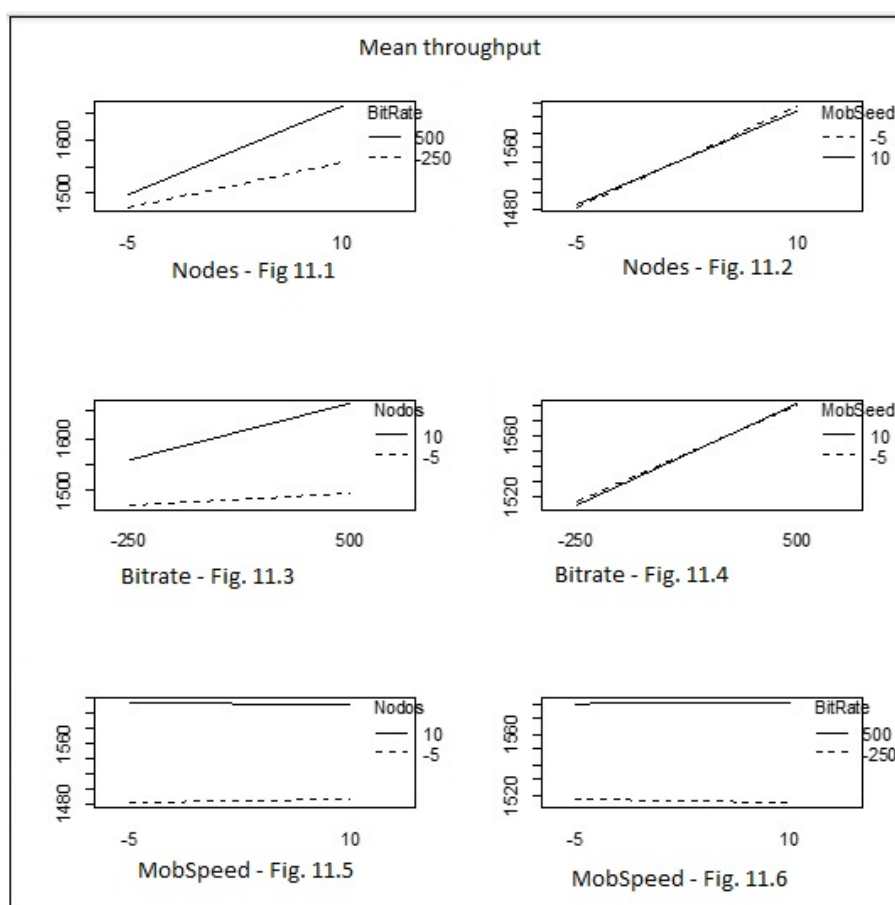 Mean throughput
BitRate
500
-250
1600
1500
-5 10
Nodes - Fig 11.1
MobSeed
-5
10
1560
1480
-5 10
Nodes - Fig. 11.2
Nodos
10
-5
1600
1500
-250 500
Bitrate - Fig. 11.3
MobSeed
10
-5
1560
1520
-250 500
Bitrate - Fig. 11.4
Nodos
10
-5
1560
1480
-5 10
MobSpeed - Fig. 11.5
BitRate
500
-250
1560
1520
-5 10
MobSpeed - Fig. 11.6